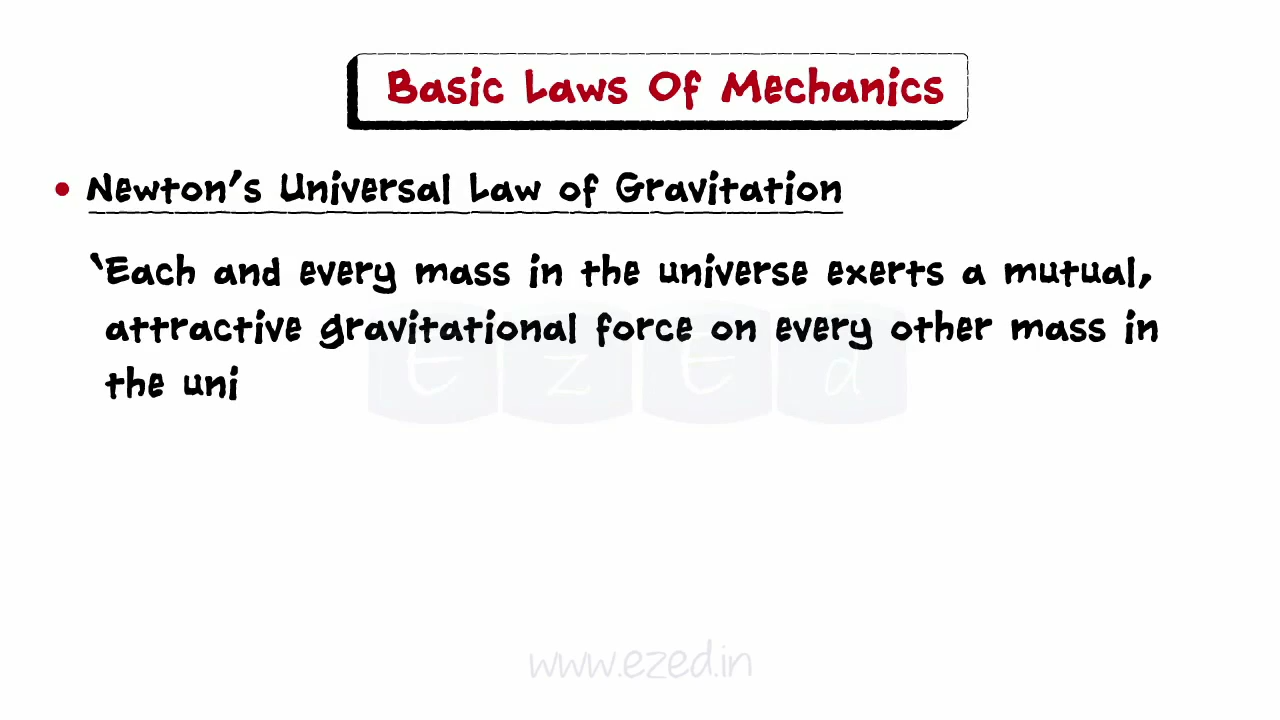 Basic Laws Of Mechanics
• Newton's Universal Law of Gravitation
‘Each and every mass in the universe exerts a mutual,
attractive gravitational force on every other mass in
the uni
EZEd
www.ezed.in